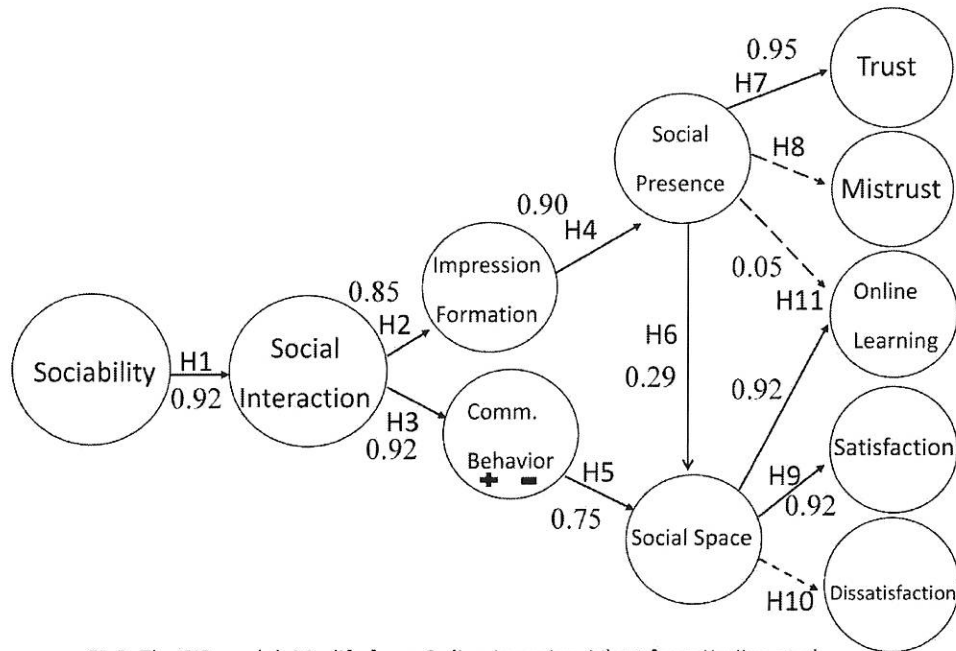 0.95
H7
Trust
Social
Presence
H8
Mistrust
0.90
H4
Impression
Formation
0.05
H11
Online
Learning
0.85
H2
H6
0.29
Sociability
H1
0.92
Social
Interaction
H3
0.92
Comm.
Behavior
+ -
H5
0.75
0.92
Satisfaction
H9
0.92
Social Space
H10
Dissatisfaction